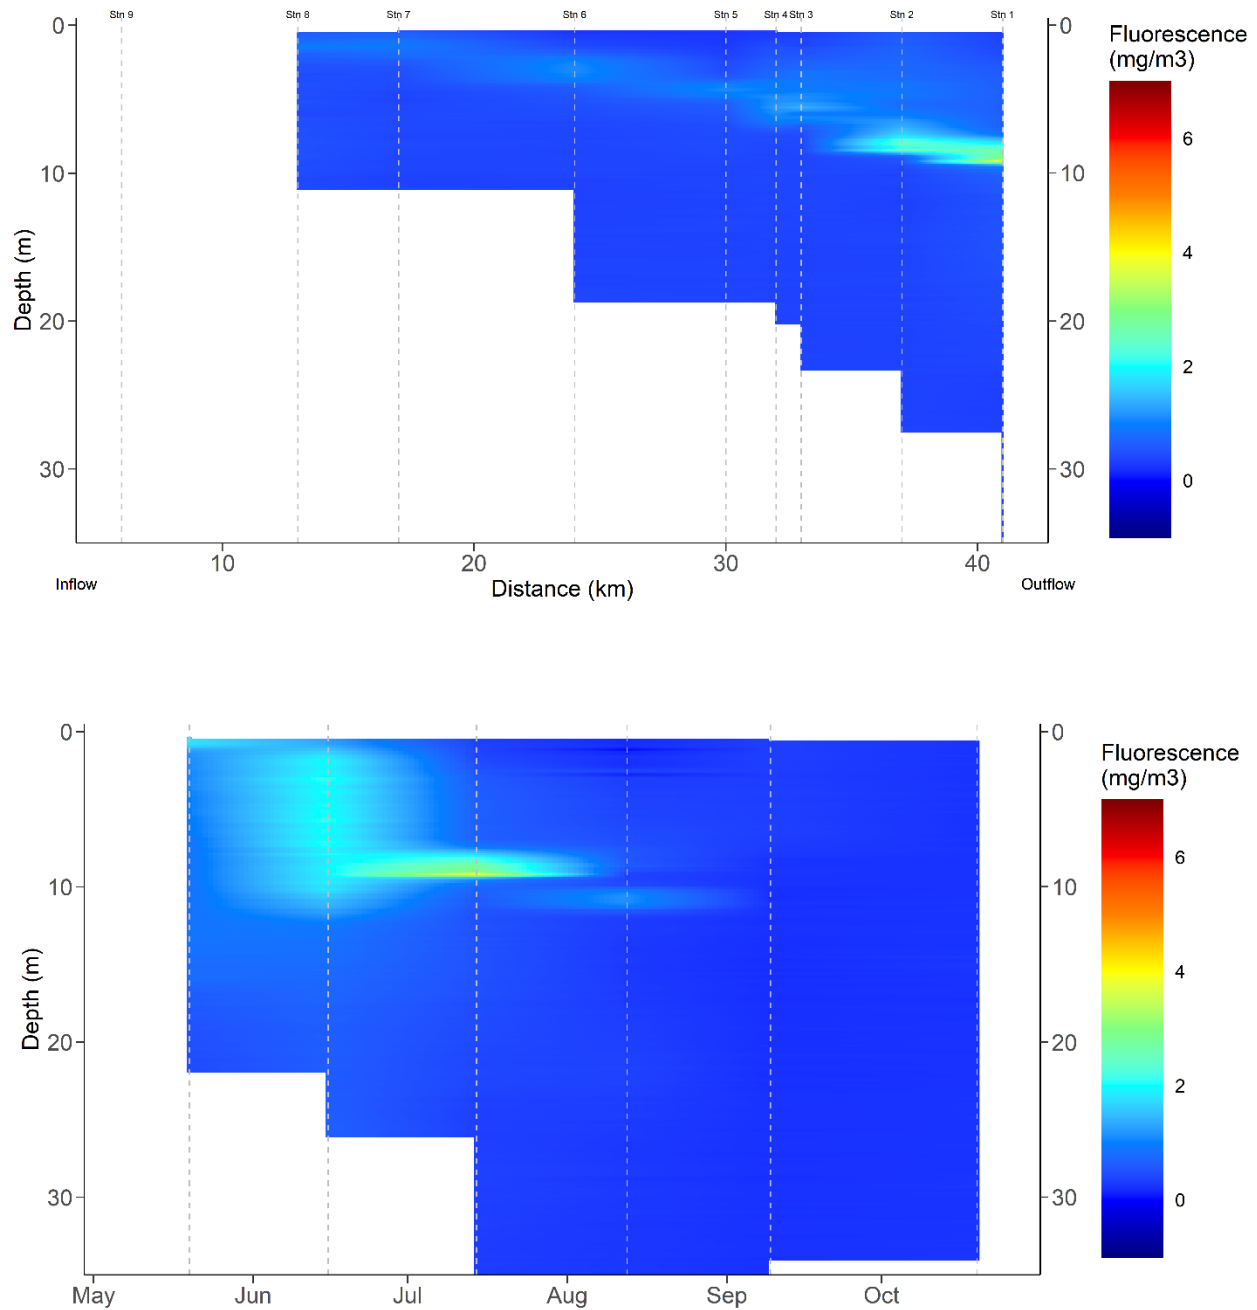 Stn 9 Stn 8 Stn 7 Stn 6 Stn 5 Stn 4 Stn 3 Stn 2 Stn 1
0 0
Fluorescence
(mg/m3)
6
10 10
4
Depth (m)
20 20
2
30 30
0
10 20 30 40
Inflow Distance (km) Outflow
0 0
Fluorescence
(mg/m3)
6
10 10
4
Depth (m)
20 20
2
30 30
0
May Jun Jul Aug Sep Oct